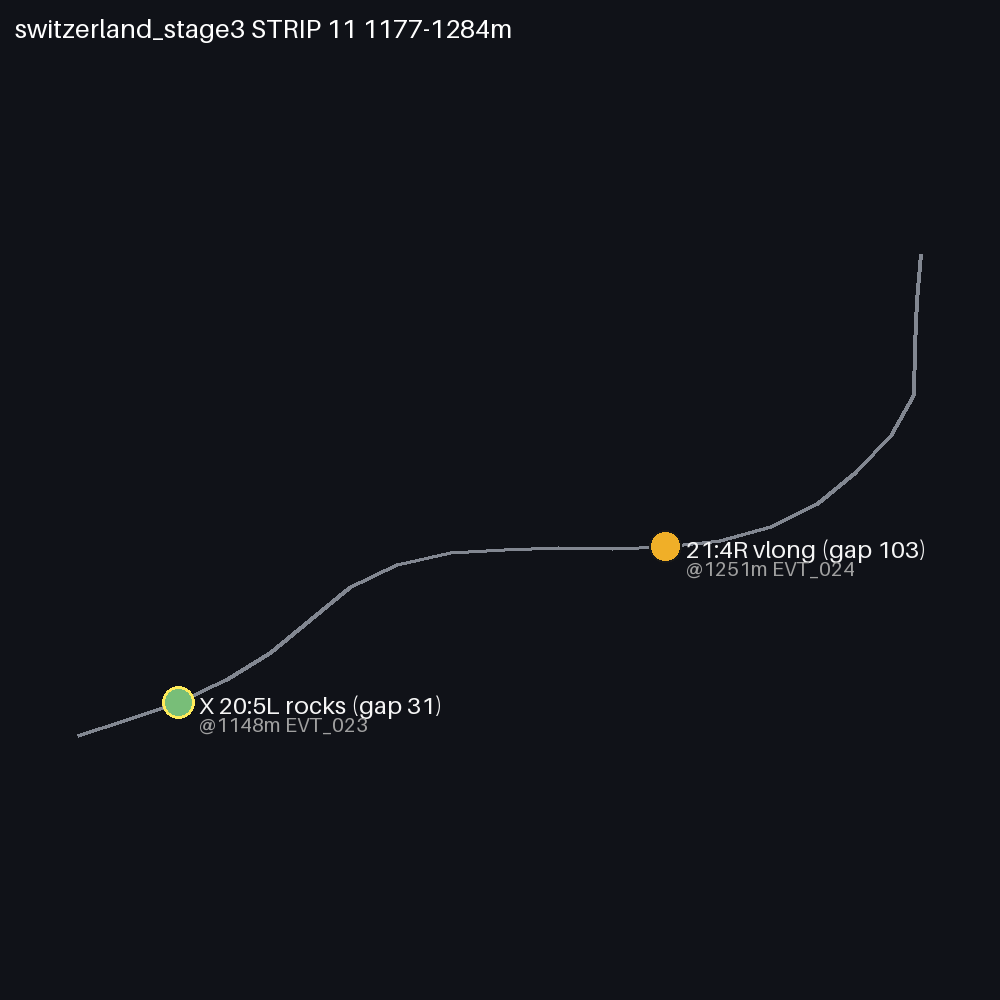 switzerland_stage3 STRIP 11 1177-1284m
21:4R vlong (gap 103)
@1251m EVT_024
X 20:5L rocks (gap 31)
@1148m EVT_023